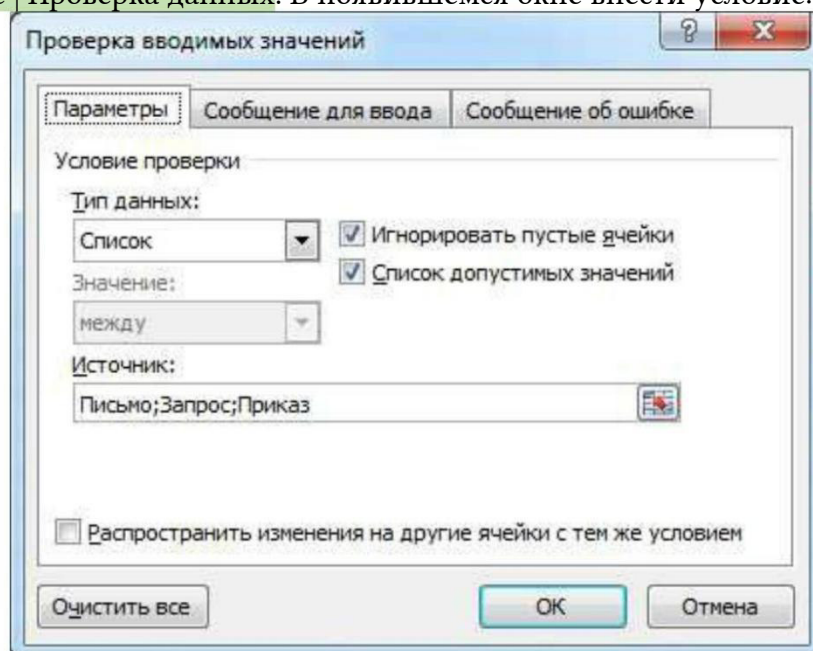 Проверка данных. В появившемся окне внести условие.
Проверка вводимых значений
Параметры Сообщение для ввода Сообщение об ошибке
Условие проверки
Тип данных:
Список Игнорировать пустые ячейки
Значение: Список допустимых значений
между
Источник:
Письмо;Запрос;Приказ
Распространить изменения на другие ячейки с тем же условием
Очистить все ОК Отмена